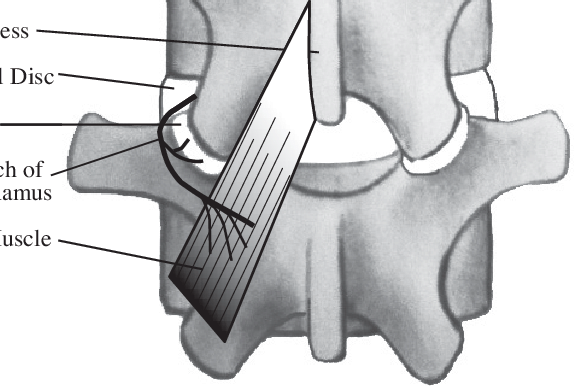 ess
l Disc
ch of
amus
uscle